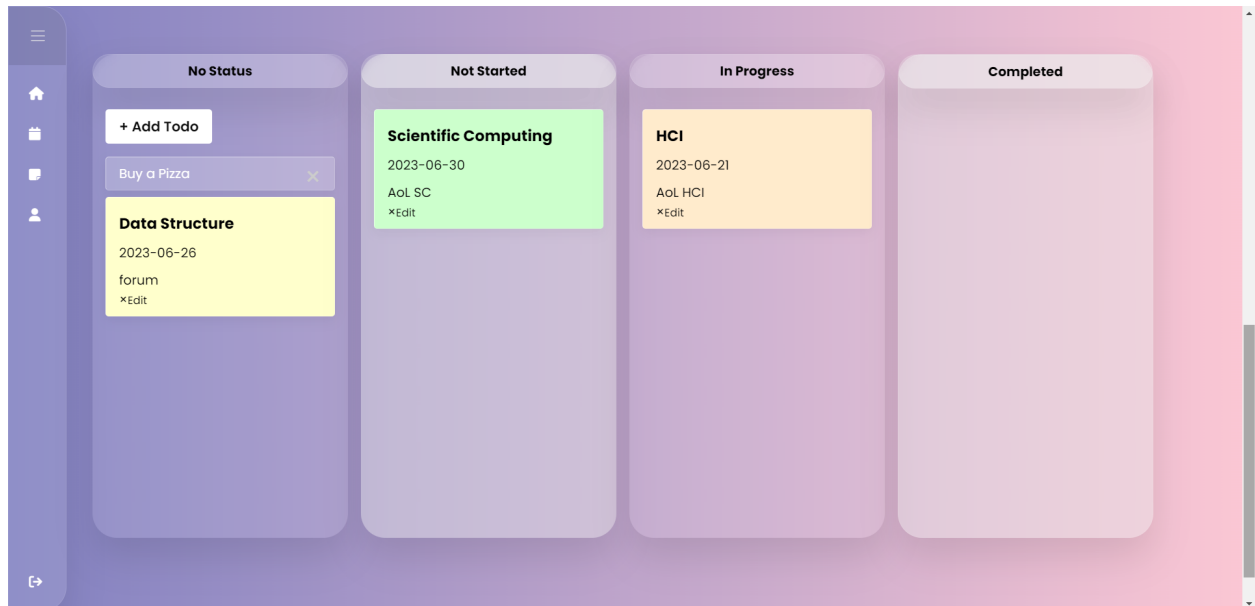 No Status
+ Add Todo
Buy a Pizza ×
Data Structure
2023-06-26
forum
×Edit
Not Started
Scientific Computing
2023-06-30
AoL SC
×Edit
In Progress
HCI
2023-06-21
AoL HCI
×Edit
Completed